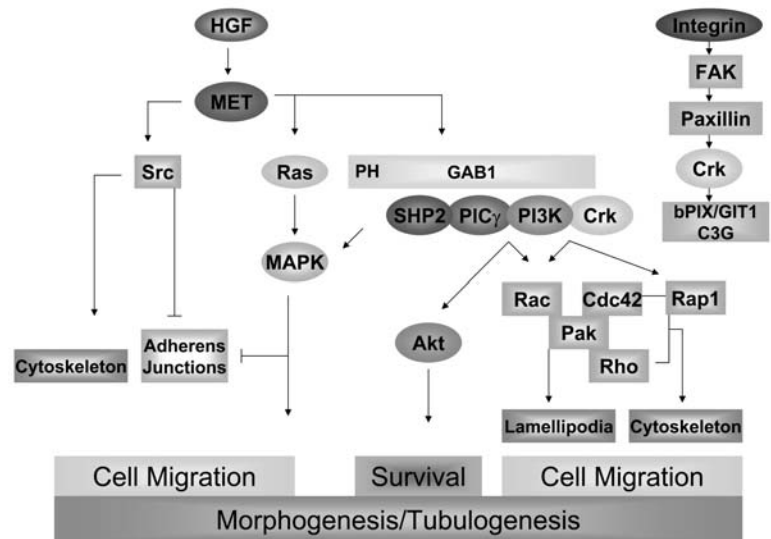 HGF
Integrin
MET
FAK
Paxillin
Src
Ras
PH GAB1
Crk
SHP2 PICγ PI3K Crk
bPIX/GIT1
C3G
MAPK
Rac Cdc42 Rap1
Pak
Akt
Rho
Cytoskeleton
Adherens
Junctions
Lamellipodia
Cytoskeleton
Cell Migration
Survival
Cell Migration
Morphogenesis/Tubulogenesis